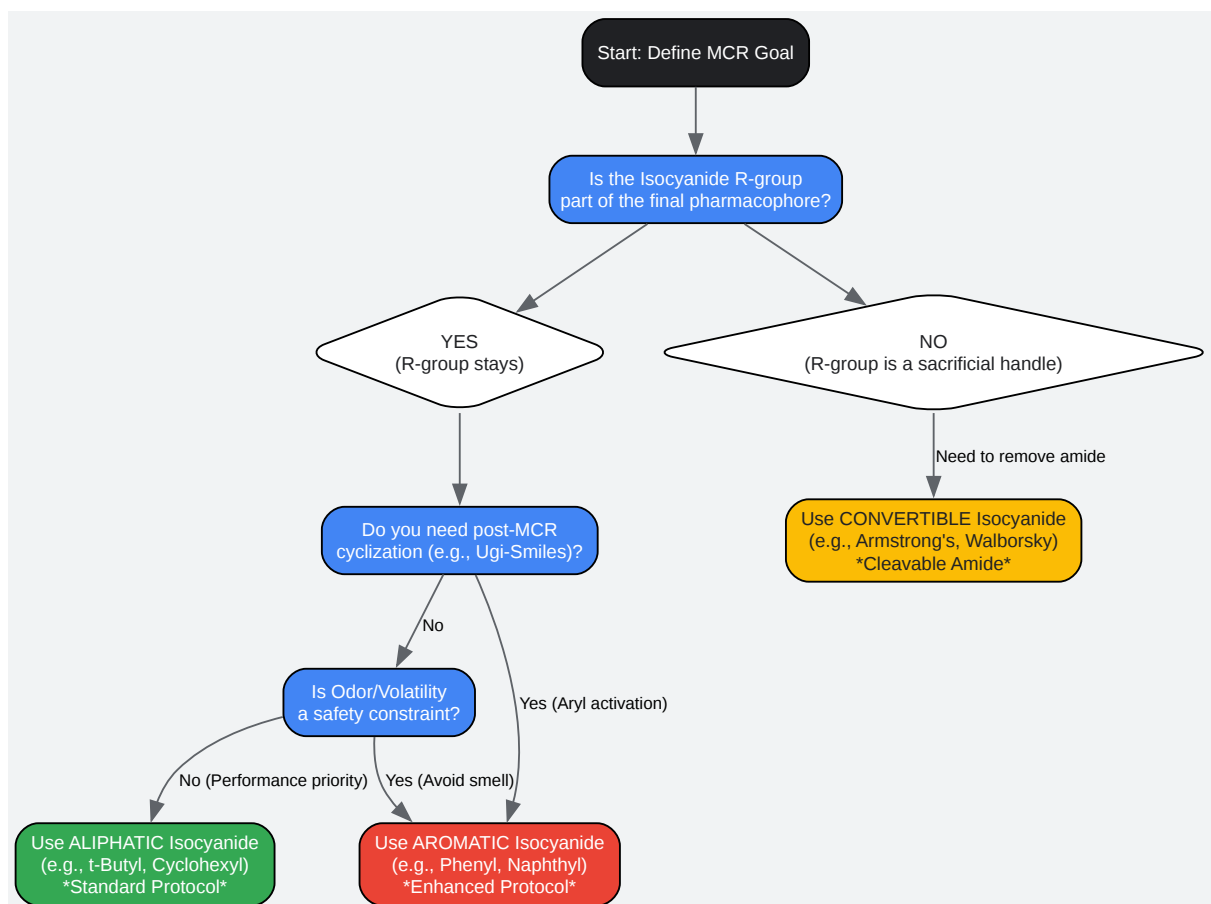 Start: Define MCR Goal
Is the Isocyanide R-group
part of the final pharmacophore?
YES
(R-group stays)
NO
(R-group is a sacrificial handle)
Need to remove amide
Do you need post-MCR
cyclization (e.g., Ugi-Smiles)?
Use CONVERTIBLE Isocyanide
(e.g., Armstrong's, Walborsky)
*Cleavable Amide*
No
Is Odor/Volatility
a safety constraint?
Yes (Aryl activation)
No (Performance priority)
Yes (Avoid smell)
Use ALIPHATIC Isocyanide
(e.g., t-Butyl, Cyclohexyl)
*Standard Protocol*
Use AROMATIC Isocyanide
(e.g., Phenyl, Naphthyl)
*Enhanced Protocol*